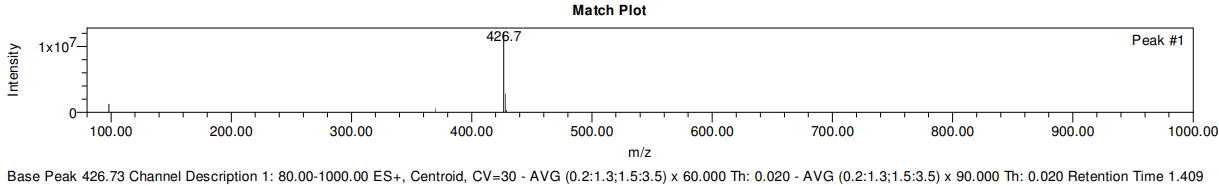 Match Plot
426.7
Peak #1
1x10⁷
Intensity
0
100.00 200.00 300.00 400.00 500.00 600.00 700.00 800.00 900.00 1000.00
m/z
Base Peak 426.73 Channel Description 1: 80.00-1000.00 ES+, Centroid, CV=30 - AVG (0.2:1.3;1.5:3.5) x 60.000 Th: 0.020 - AVG (0.2:1.3;1.5:3.5) x 90.000 Th: 0.020 Retention Time 1.409